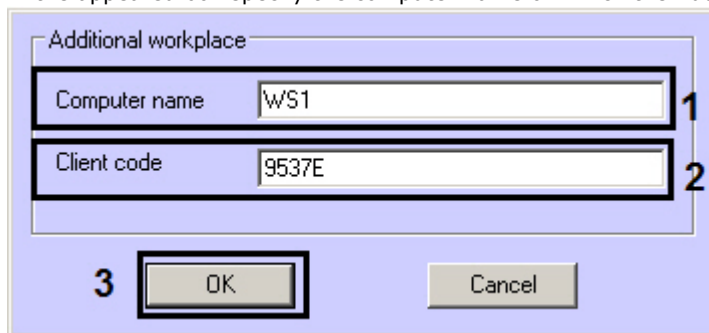 Additional workplace
Computer name WS1 1
Client code 9537E 2
3 OK Cancel